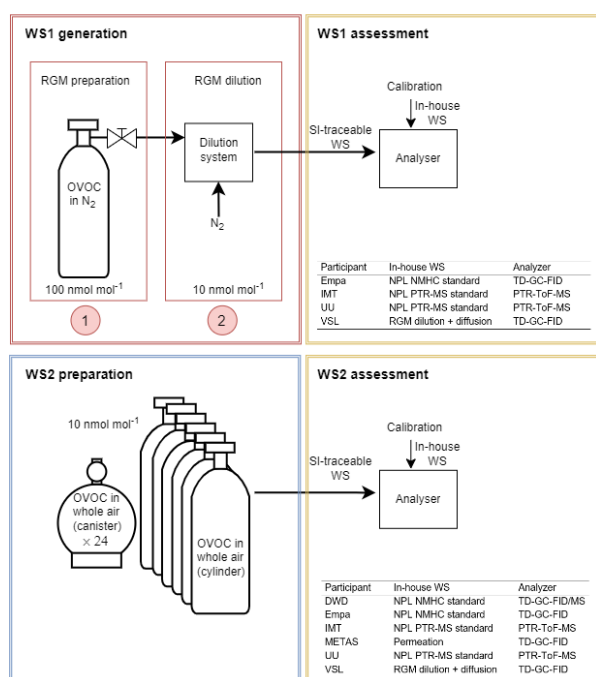 WS1 generation
RGM preparation
OVOC
in N2
100 nmol mol-1
1
RGM dilution
Dilution
system
N2
10 nmol mol-1
2
WS1 assessment
Calibration
In-house
WS
SI-traceable
WS
Analyser
Participant In-house WS Analyzer
Empa NPL NMHC standard TD-GC-FID
IMT NPL PTR-MS standard PTR-ToF-MS
UU NPL PTR-MS standard PTR-ToF-MS
VSL RGM dilution + diffusion TD-GC-FID
WS2 preparation
10 nmol mol-1
OVOC in
whole air
(canister)
× 24
OVOC in
whole air
(cylinder)
WS2 assessment
Calibration
In-house
WS
SI-traceable
WS
Analyser
Participant In-house WS Analyzer
DWD NPL NMHC standard TD-GC-FID/MS
Empa NPL NMHC standard TD-GC-FID
IMT NPL PTR-MS standard PTR-ToF-MS
METAS Permeation TD-GC-FID
UU NPL PTR-MS standard PTR-ToF-MS
VSL RGM dilution + diffusion TD-GC-FID